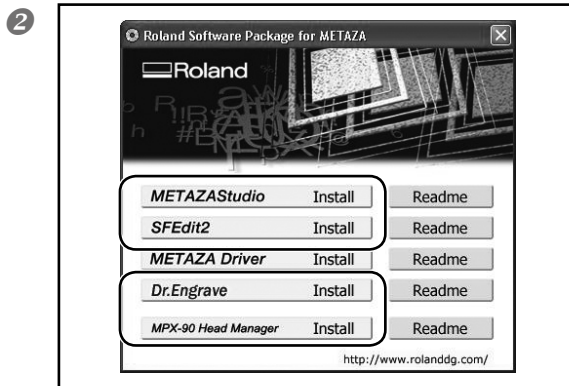 2
Roland Software Package for METAZA
Roland
METAZAStudio Install Readme
SFEdit2 Install Readme
METAZA Driver Install Readme
Dr.Engrave Install Readme
MPX-90 Head Manager Install Readme
http://www.rolanddg.com/